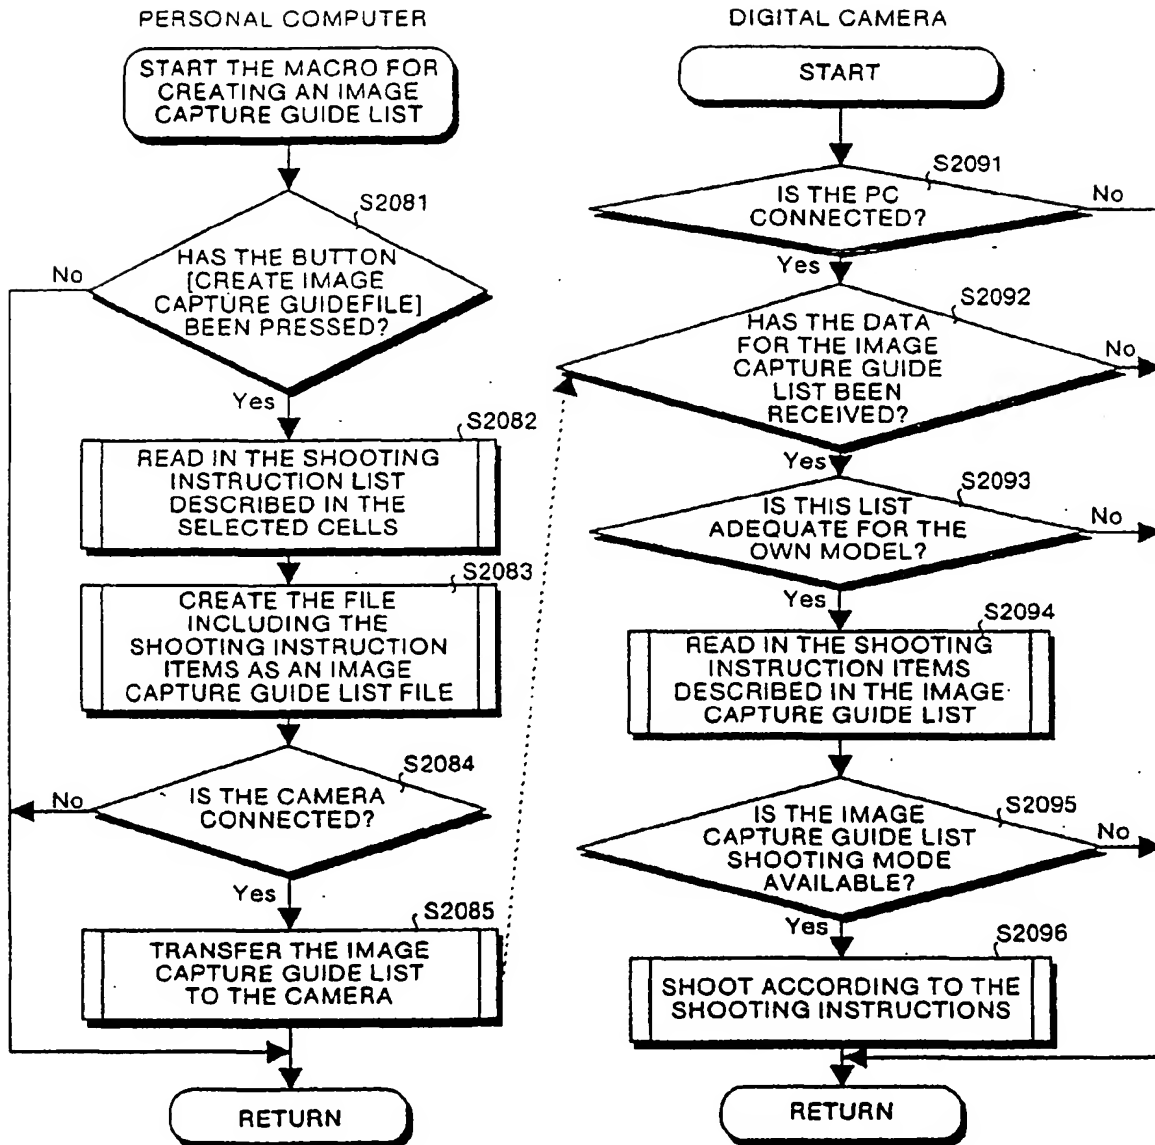 PERSONAL COMPUTER
START THE MACRO FOR
CREATING AN IMAGE
CAPTURE GUIDE LIST
S2081
HAS THE BUTTON
[CREATE IMAGE
CAPTURE GUIDEFILE]
BEEN PRESSED?
No
Yes
S2082
READ IN THE SHOOTING
INSTRUCTION LIST
DESCRIBED IN THE
SELECTED CELLS
S2083
CREATE THE FILE
INCLUDING THE
SHOOTING INSTRUCTION
ITEMS AS AN IMAGE
CAPTURE GUIDE LIST FILE
S2084
No
IS THE CAMERA
CONNECTED?
Yes
S2085
TRANSFER THE IMAGE
CAPTURE GUIDE LIST
TO THE CAMERA
RETURN
DIGITAL CAMERA
START
S2091
IS THE PC
CONNECTED?
No
Yes
S2092
HAS THE DATA
FOR THE IMAGE
CAPTURE GUIDE
LIST BEEN
RECEIVED?
No
Yes
S2093
IS THIS LIST
ADEQUATE FOR THE
OWN MODEL?
No
Yes
S2094
READ IN THE SHOOTING
INSTRUCTION ITEMS
DESCRIBED IN THE IMAGE
CAPTURE GUIDE LIST
S2095
IS THE IMAGE
CAPTURE GUIDE LIST
SHOOTING MODE
AVAILABLE?
No
Yes
S2096
SHOOT ACCORDING TO THE
SHOOTING INSTRUCTIONS
RETURN